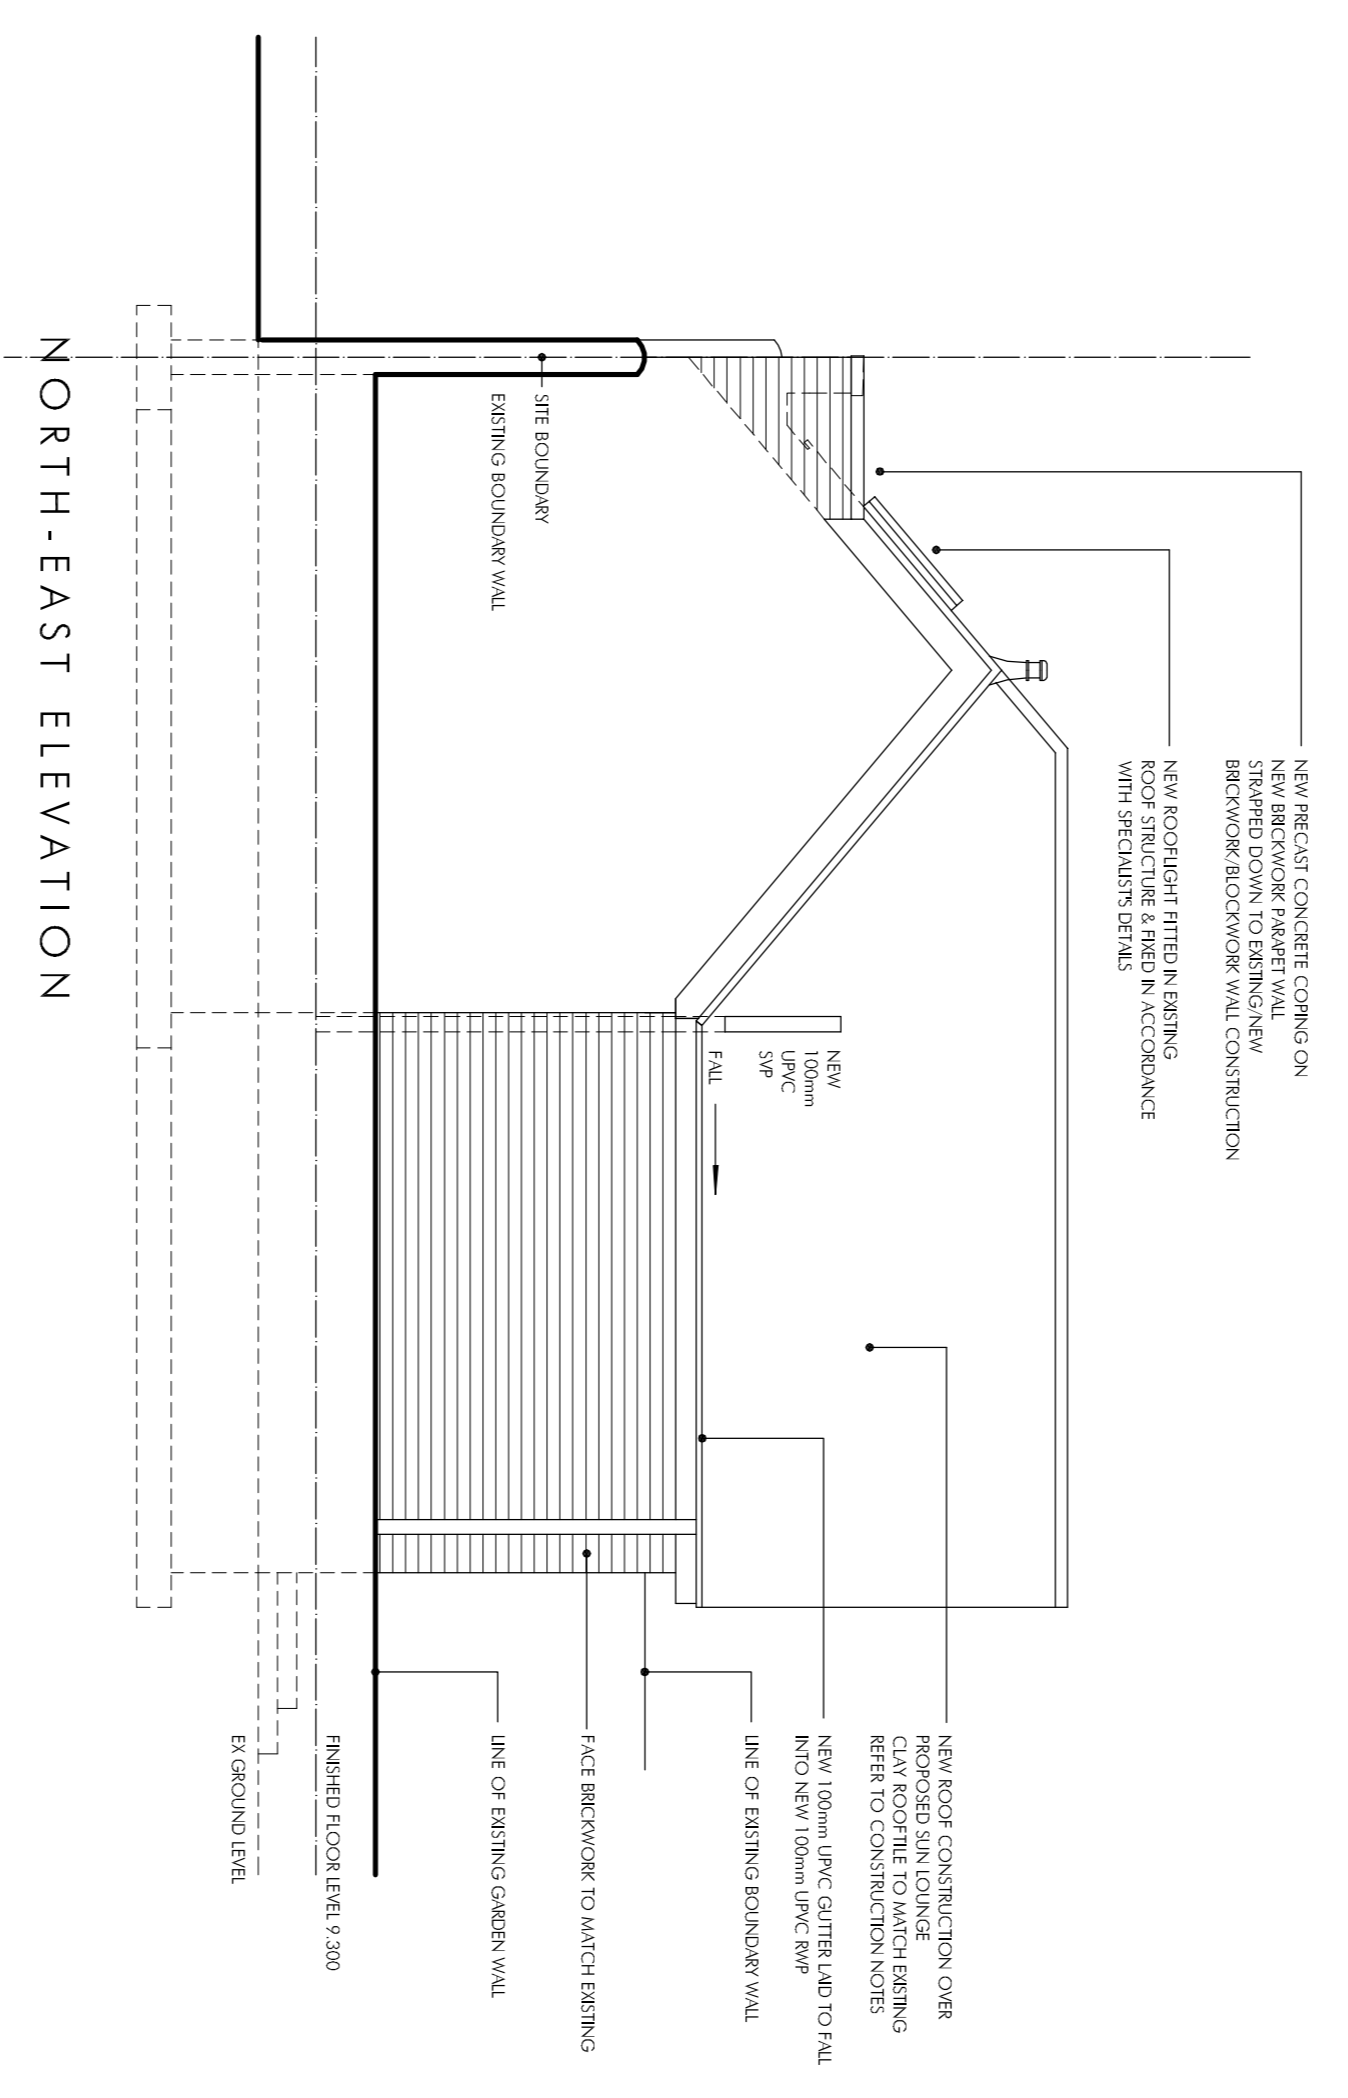 NEW PRECAST CONCRETE COPING ON
NEW BRICKWORK PARAPET WALL
STRAPPED DOWN TO EXISTING/NEW
BRICKWORK/BLOCKWORK WALL CONSTRUCTION
NEW ROOFLIGHT FITTED IN EXISTING
ROOF STRUCTURE & FIXED IN ACCORDANCE
WITH SPECIALIST'S DETAILS
NEW ROOF CONSTRUCTION OVER
PROPOSED SUN LOUNGE
CLAY ROOFTILE TO MATCH EXISTING
REFER TO CONSTRUCTION NOTES
NEW 100mm UPVC GUTTER LAID TO FALL
INTO NEW 100mm UPVC RWP
NEW
100mm
UPVC
SVP
FALL
LINE OF EXISTING BOUNDARY WALL
FACE BRICKWORK TO MATCH EXISTING
SITE BOUNDARY
EXISTING BOUNDARY WALL
LINE OF EXISTING GARDEN WALL
FINISHED FLOOR LEVEL 9.300
EX GROUND LEVEL
NORTH-EAST ELEVATION